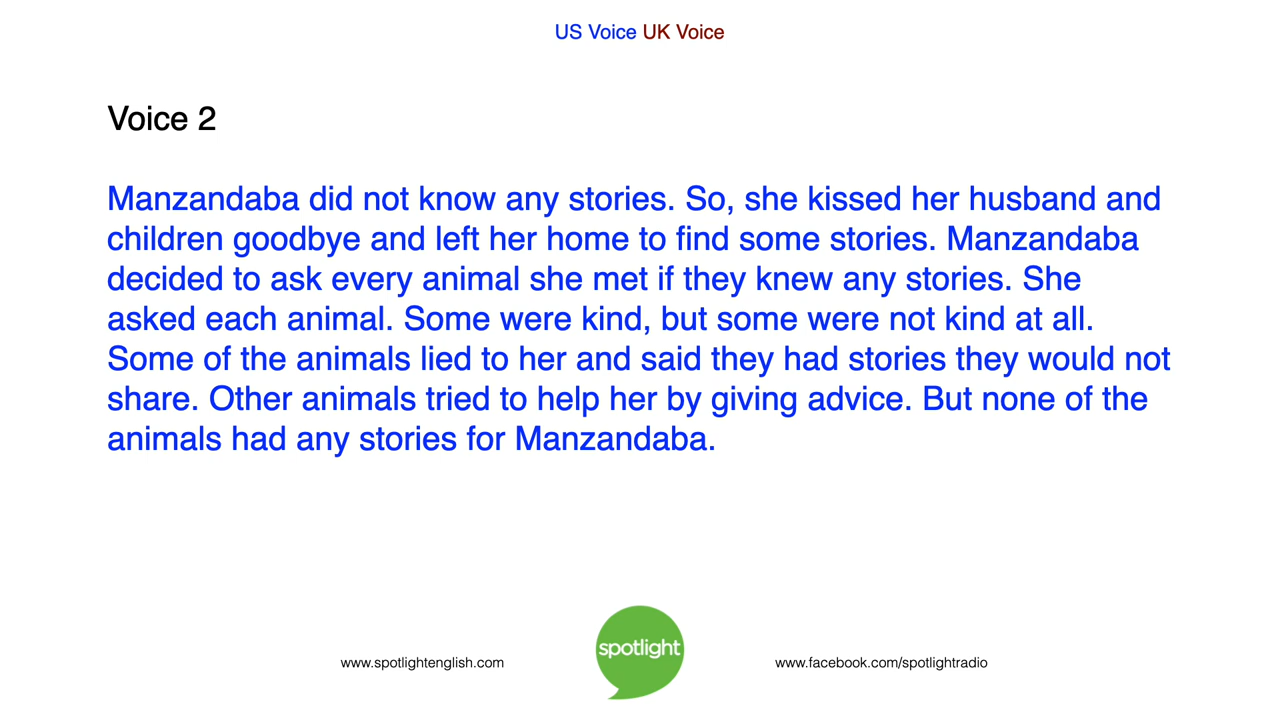 US Voice UK Voice
Voice 2
Manzandaba did not know any stories. So, she kissed her husband and
children goodbye and left her home to find some stories. Manzandaba
decided to ask every animal she met if they knew any stories. She
asked each animal. Some were kind, but some were not kind at all.
Some of the animals lied to her and said they had stories they would not
share. Other animals tried to help her by giving advice. But none of the
animals had any stories for Manzandaba.
spotlight
www.spotlightenglish.com
www.facebook.com/spotlightradio